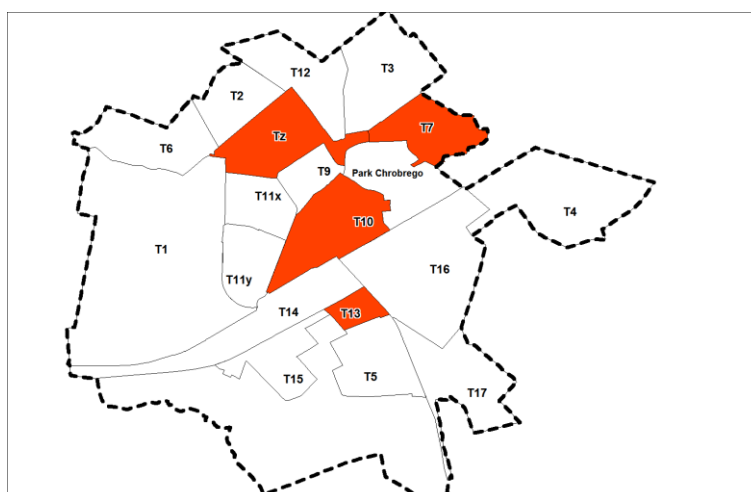 T12
T3
T2
Tz
T7
T6
T9
Park Chrobrego
T11x
T10
T4
T1
T16
T11y
T14
T13
T15
T5
T17